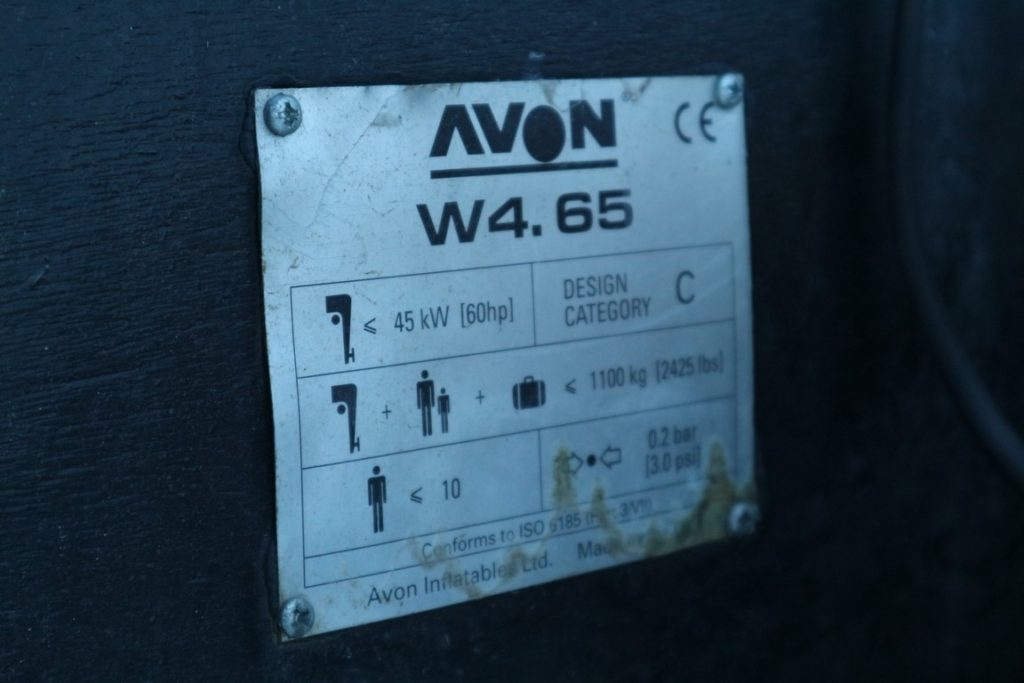 AVON
CE
W4.65
≤ 45 kW [60hp]
DESIGN CATEGORY C
+ + ≤ 1100 kg [2425 lbs]
≤ 10
0.2 bar
[3.0 psi]
Conforms to ISO 6185
Avon Inflatables Ltd.